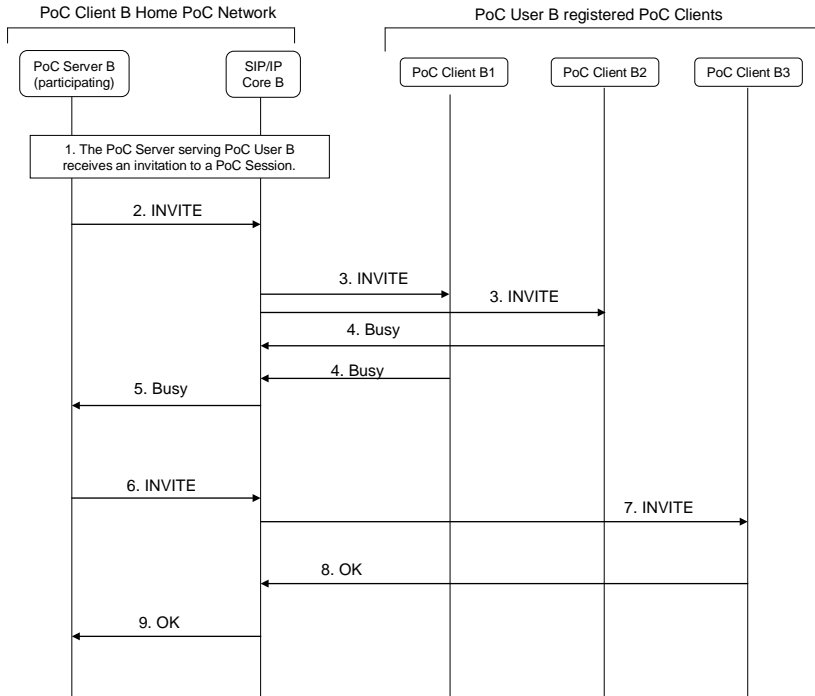 PoC Client B Home PoC Network
PoC User B registered PoC Clients
PoC Server B
(participating)
SIP/IP
Core B
PoC Client B1
PoC Client B2
PoC Client B3
1. The PoC Server serving PoC User B
receives an invitation to a PoC Session.
2. INVITE
3. INVITE
3. INVITE
4. Busy
4. Busy
5. Busy
6. INVITE
7. INVITE
8. OK
9. OK